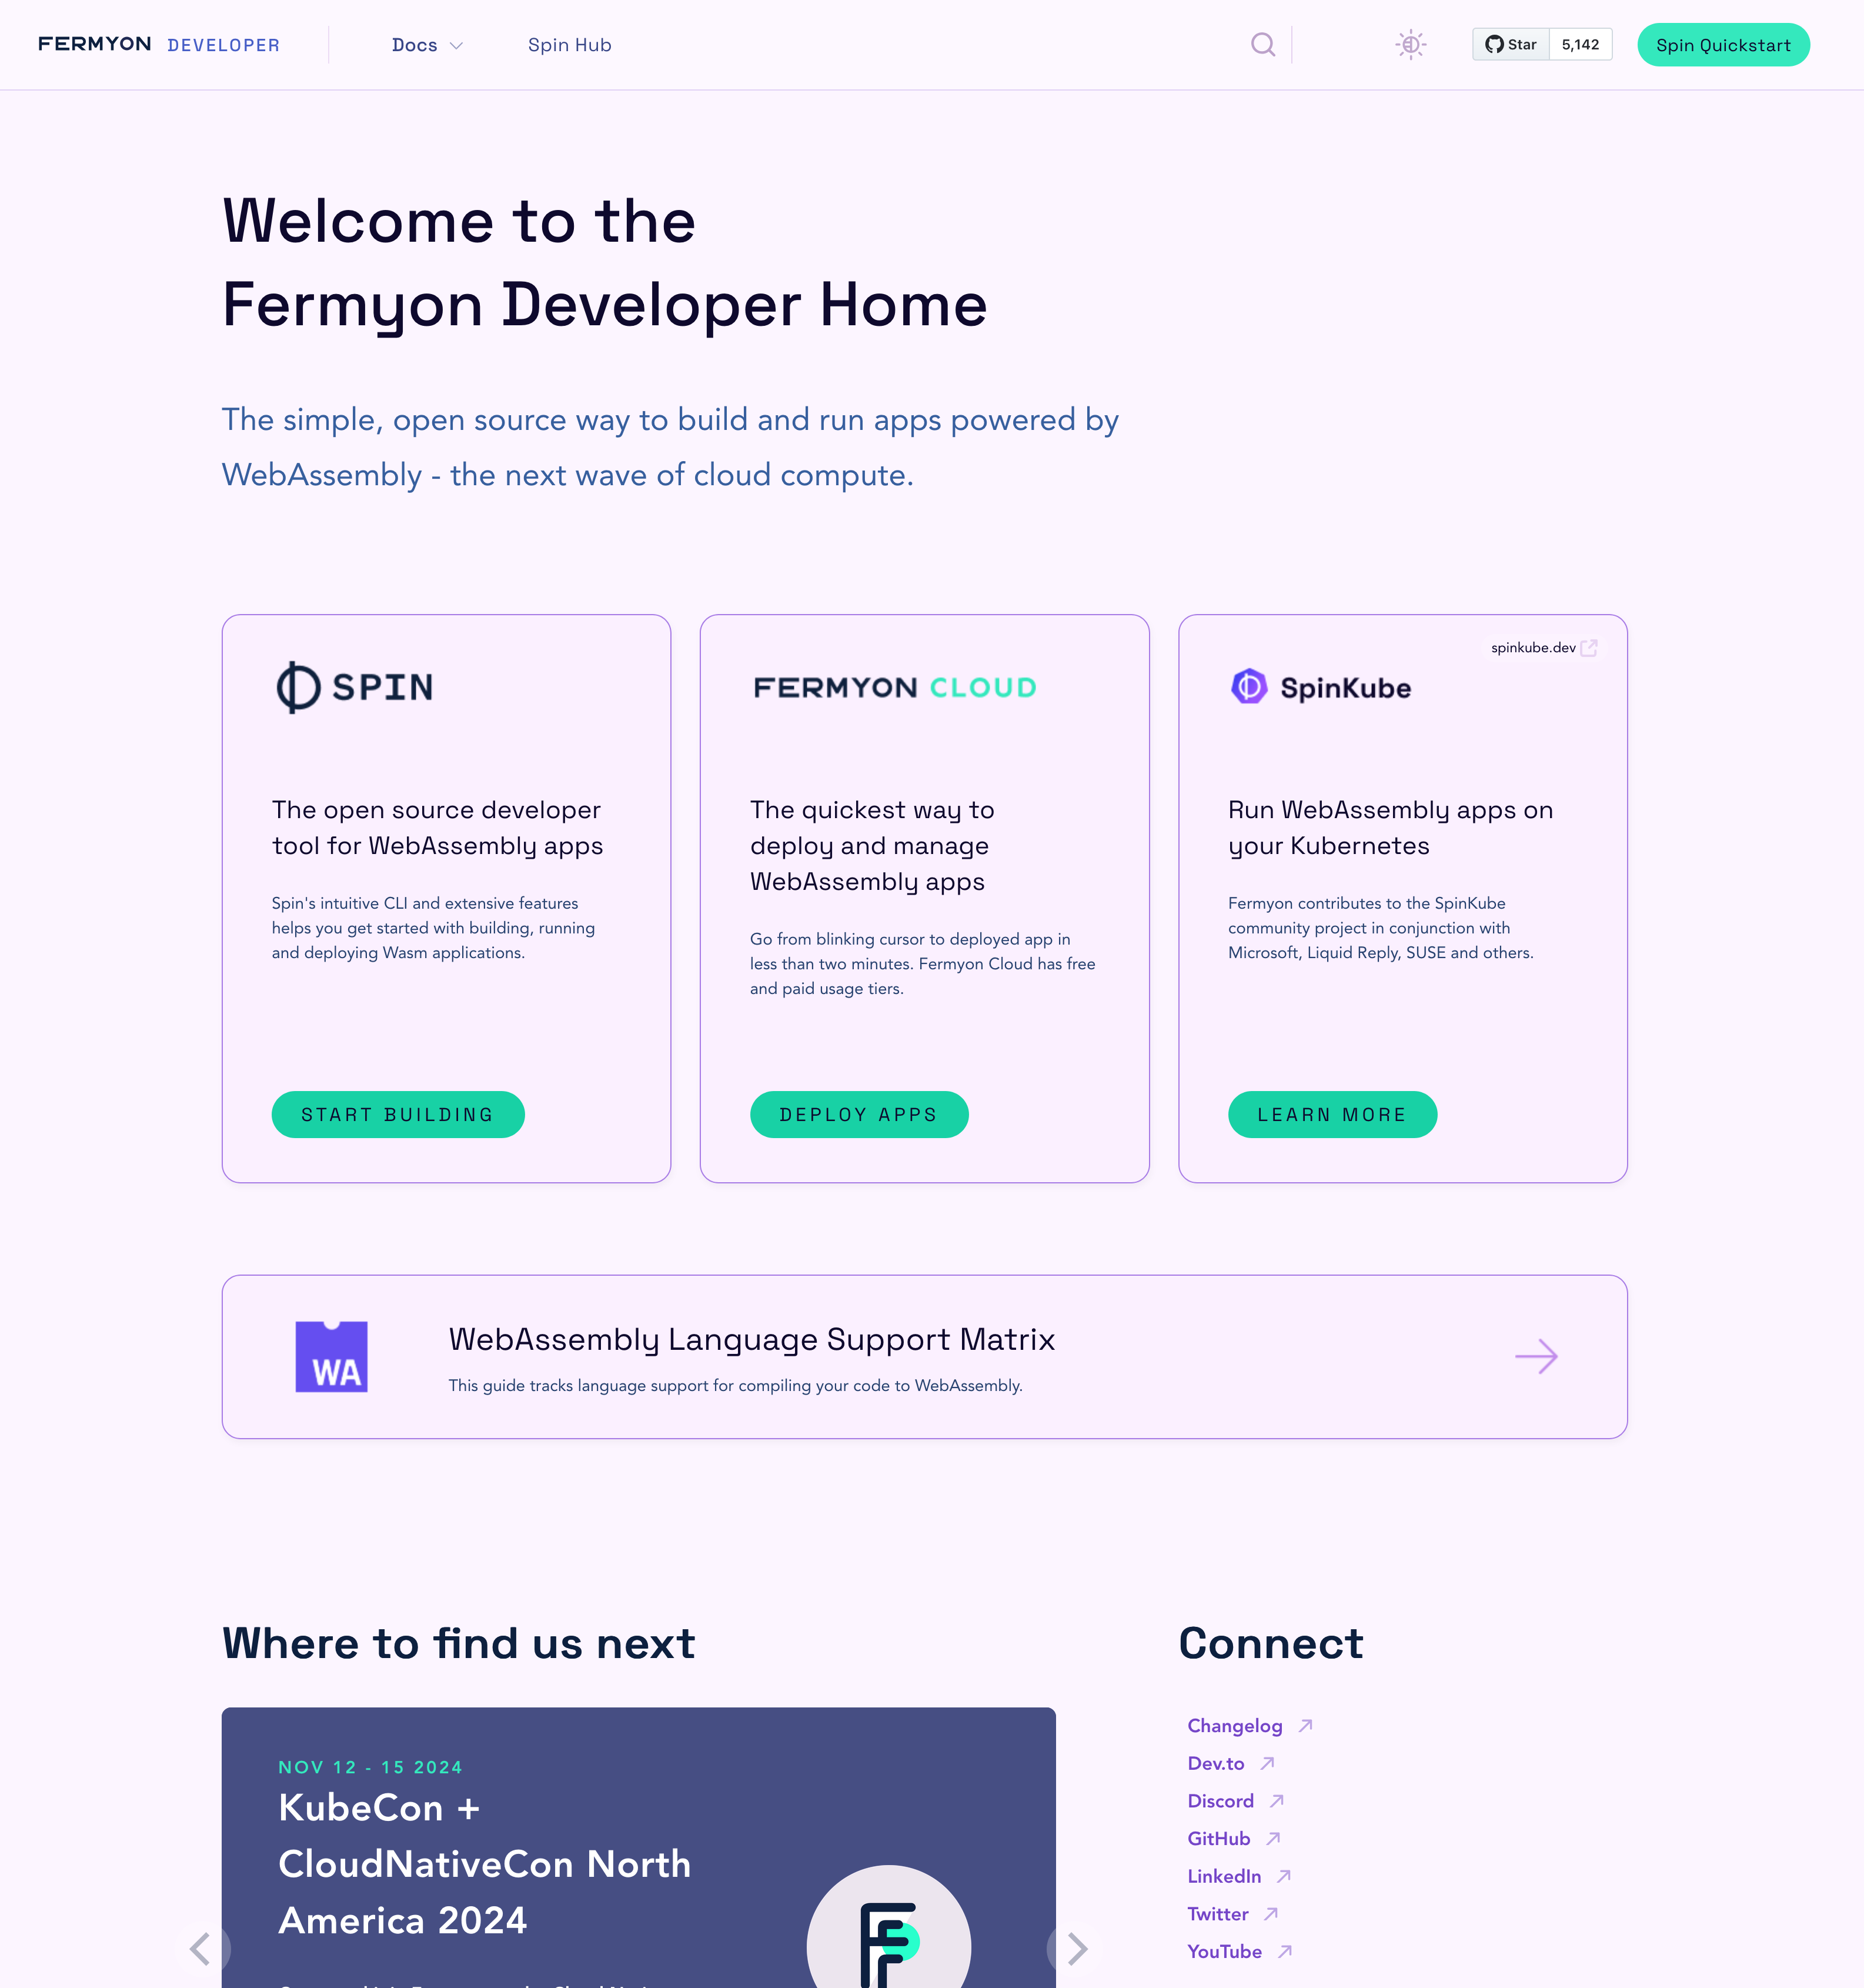 FERMYON DEVELOPER
Docs
Spin Hub
Star
5,142
Spin Quickstart
Welcome to the
Fermyon Developer Home
The simple, open source way to build and run apps powered by
WebAssembly - the next wave of cloud compute.
SPIN
The open source developer
tool for WebAssembly apps
Spin's intuitive CLI and extensive features
helps you get started with building, running
and deploying Wasm applications.
START BUILDING
FERMYON CLOUD
The quickest way to
deploy and manage
WebAssembly apps
Go from blinking cursor to deployed app in
less than two minutes. Fermyon Cloud has free
and paid usage tiers.
DEPLOY APPS
spinkube.dev
SpinKube
Run WebAssembly apps on
your Kubernetes
Fermyon contributes to the SpinKube
community project in conjunction with
Microsoft, Liquid Reply, SUSE and others.
LEARN MORE
WA
WebAssembly Language Support Matrix
This guide tracks language support for compiling your code to WebAssembly.
Where to find us next
NOV 12 - 15 2024
KubeCon +
CloudNativeCon North
America 2024
Connect
Changelog
Dev.to
Discord
GitHub
LinkedIn
Twitter
YouTube